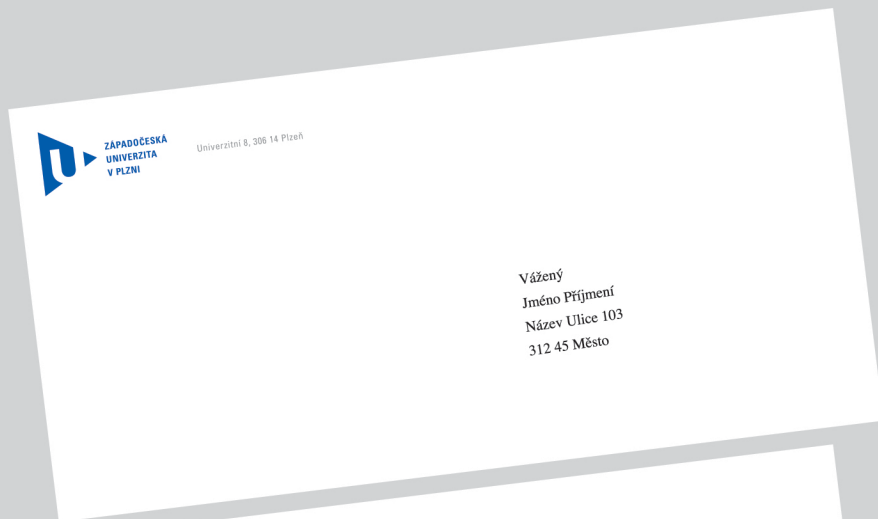 ZÁPADOČESKÁ
UNIVERZITA
V PLZNI
Univerzitní 8, 306 14 Plzeň
Vážený
Jméno Příjmení
Název Ulice 103
312 45 Město